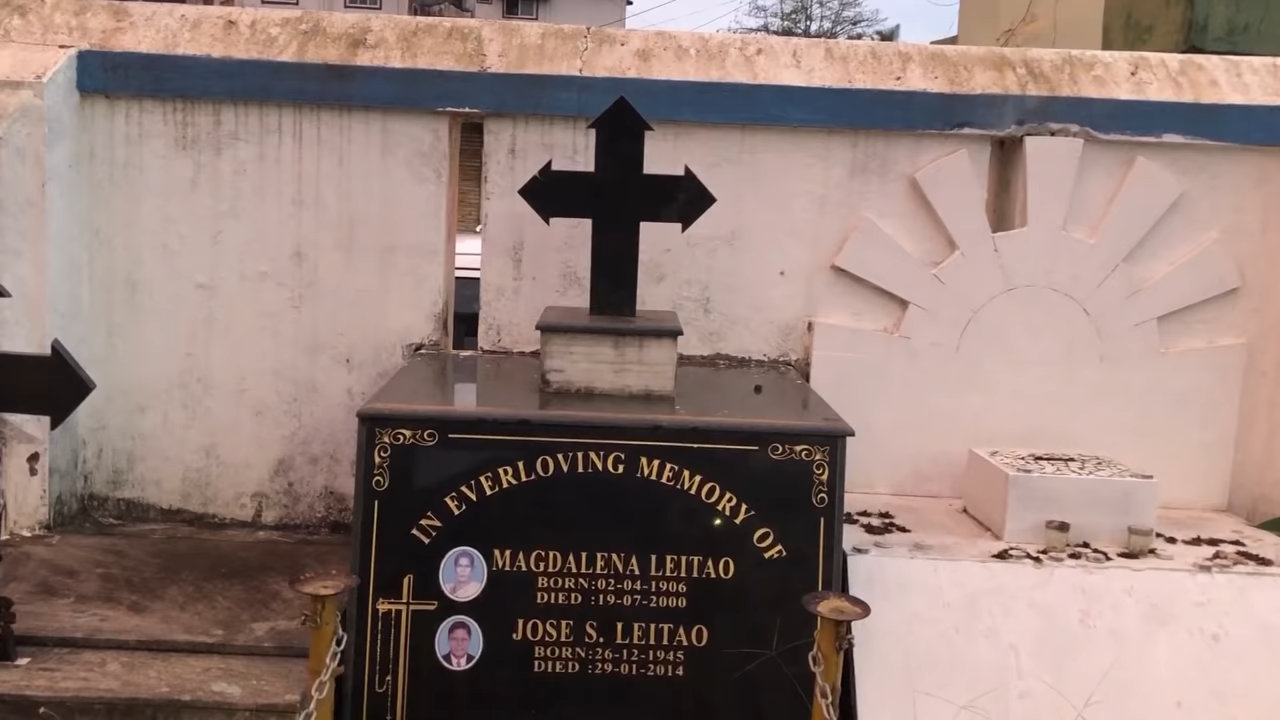 IN EVERLOVING MEMORY OF
MAGDALENA LEITAO
BORN:02-04-1906
DIED :19-07-2000
JOSE S. LEITAO
BORN:26-12-1945
DIED :29-01-2014